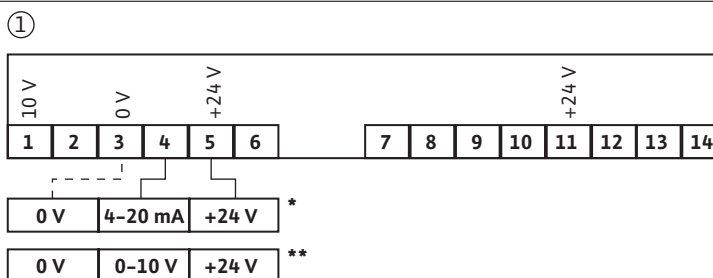 ①
10 V 0 V +24 V +24 V
1 2 3 4 5 6 7 8 9 10 11 12 13 14
0 V 4–20 mA +24 V *
0 V 0–10 V +24 V **